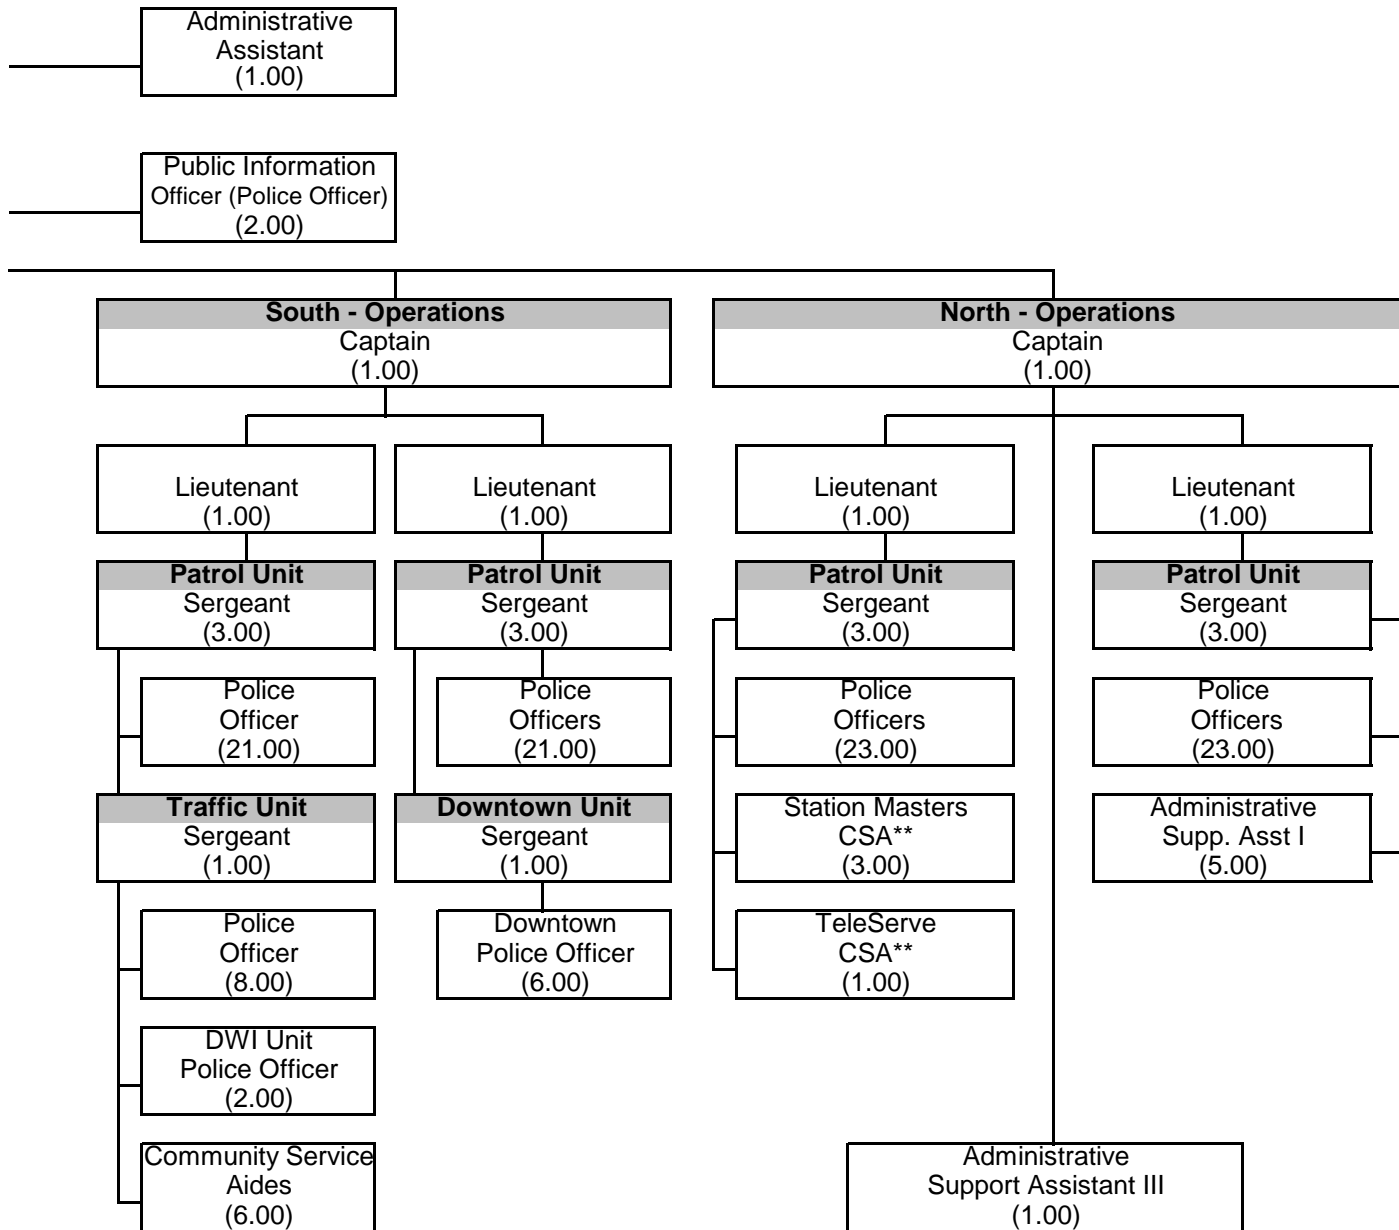 Administrative
Assistant
(1.00)
Public Information
Officer (Police Officer)
(2.00)
South - Operations
Captain
(1.00)
North - Operations
Captain
(1.00)
Lieutenant
(1.00)
Lieutenant
(1.00)
Lieutenant
(1.00)
Lieutenant
(1.00)
Patrol Unit
Sergeant
(3.00)
Patrol Unit
Sergeant
(3.00)
Patrol Unit
Sergeant
(3.00)
Patrol Unit
Sergeant
(3.00)
Police
Officer
(21.00)
Police
Officers
(21.00)
Police
Officers
(23.00)
Police
Officers
(23.00)
Traffic Unit
Sergeant
(1.00)
Downtown Unit
Sergeant
(1.00)
Station Masters
CSA**
(3.00)
Administrative
Supp. Asst I
(5.00)
Police
Officer
(8.00)
Downtown
Police Officer
(6.00)
TeleServe
CSA**
(1.00)
DWI Unit
Police Officer
(2.00)
Community Service
Aides
(6.00)
Administrative
Support Assistant III
(1.00)